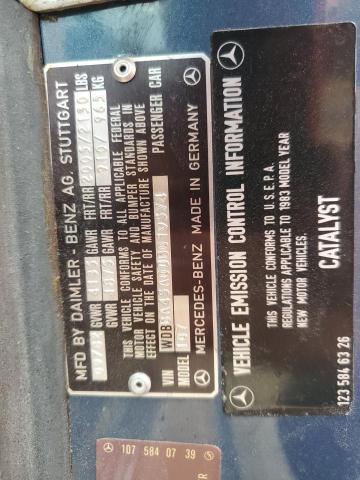 MFD BY DAIMLER - BENZ AG. STUTTGART
GVWR GAWR FRT/RR LBS
GVWR GAWR FRT/RR KG
THIS VEHICLE CONFORMS TO ALL APPLICABLE FEDERAL
MOTOR VEHICLE SAFETY AND BUMPER STANDARDS IN
EFFECT ON THE DATE OF MANUFACTURE SHOWN ABOVE
VIN
MODEL PASSENGER CAR
MERCEDES-BENZ MADE IN GERMANY
VEHICLE EMISSION CONTROL INFORMATION
THIS VEHICLE CONFORMS TO U.S.E.P.A.
REGULATIONS APPLICABLE TO 1983 MODEL YEAR
NEW MOTOR VEHICLES.
CATALYST
123 584 63 26
107 584 07 39